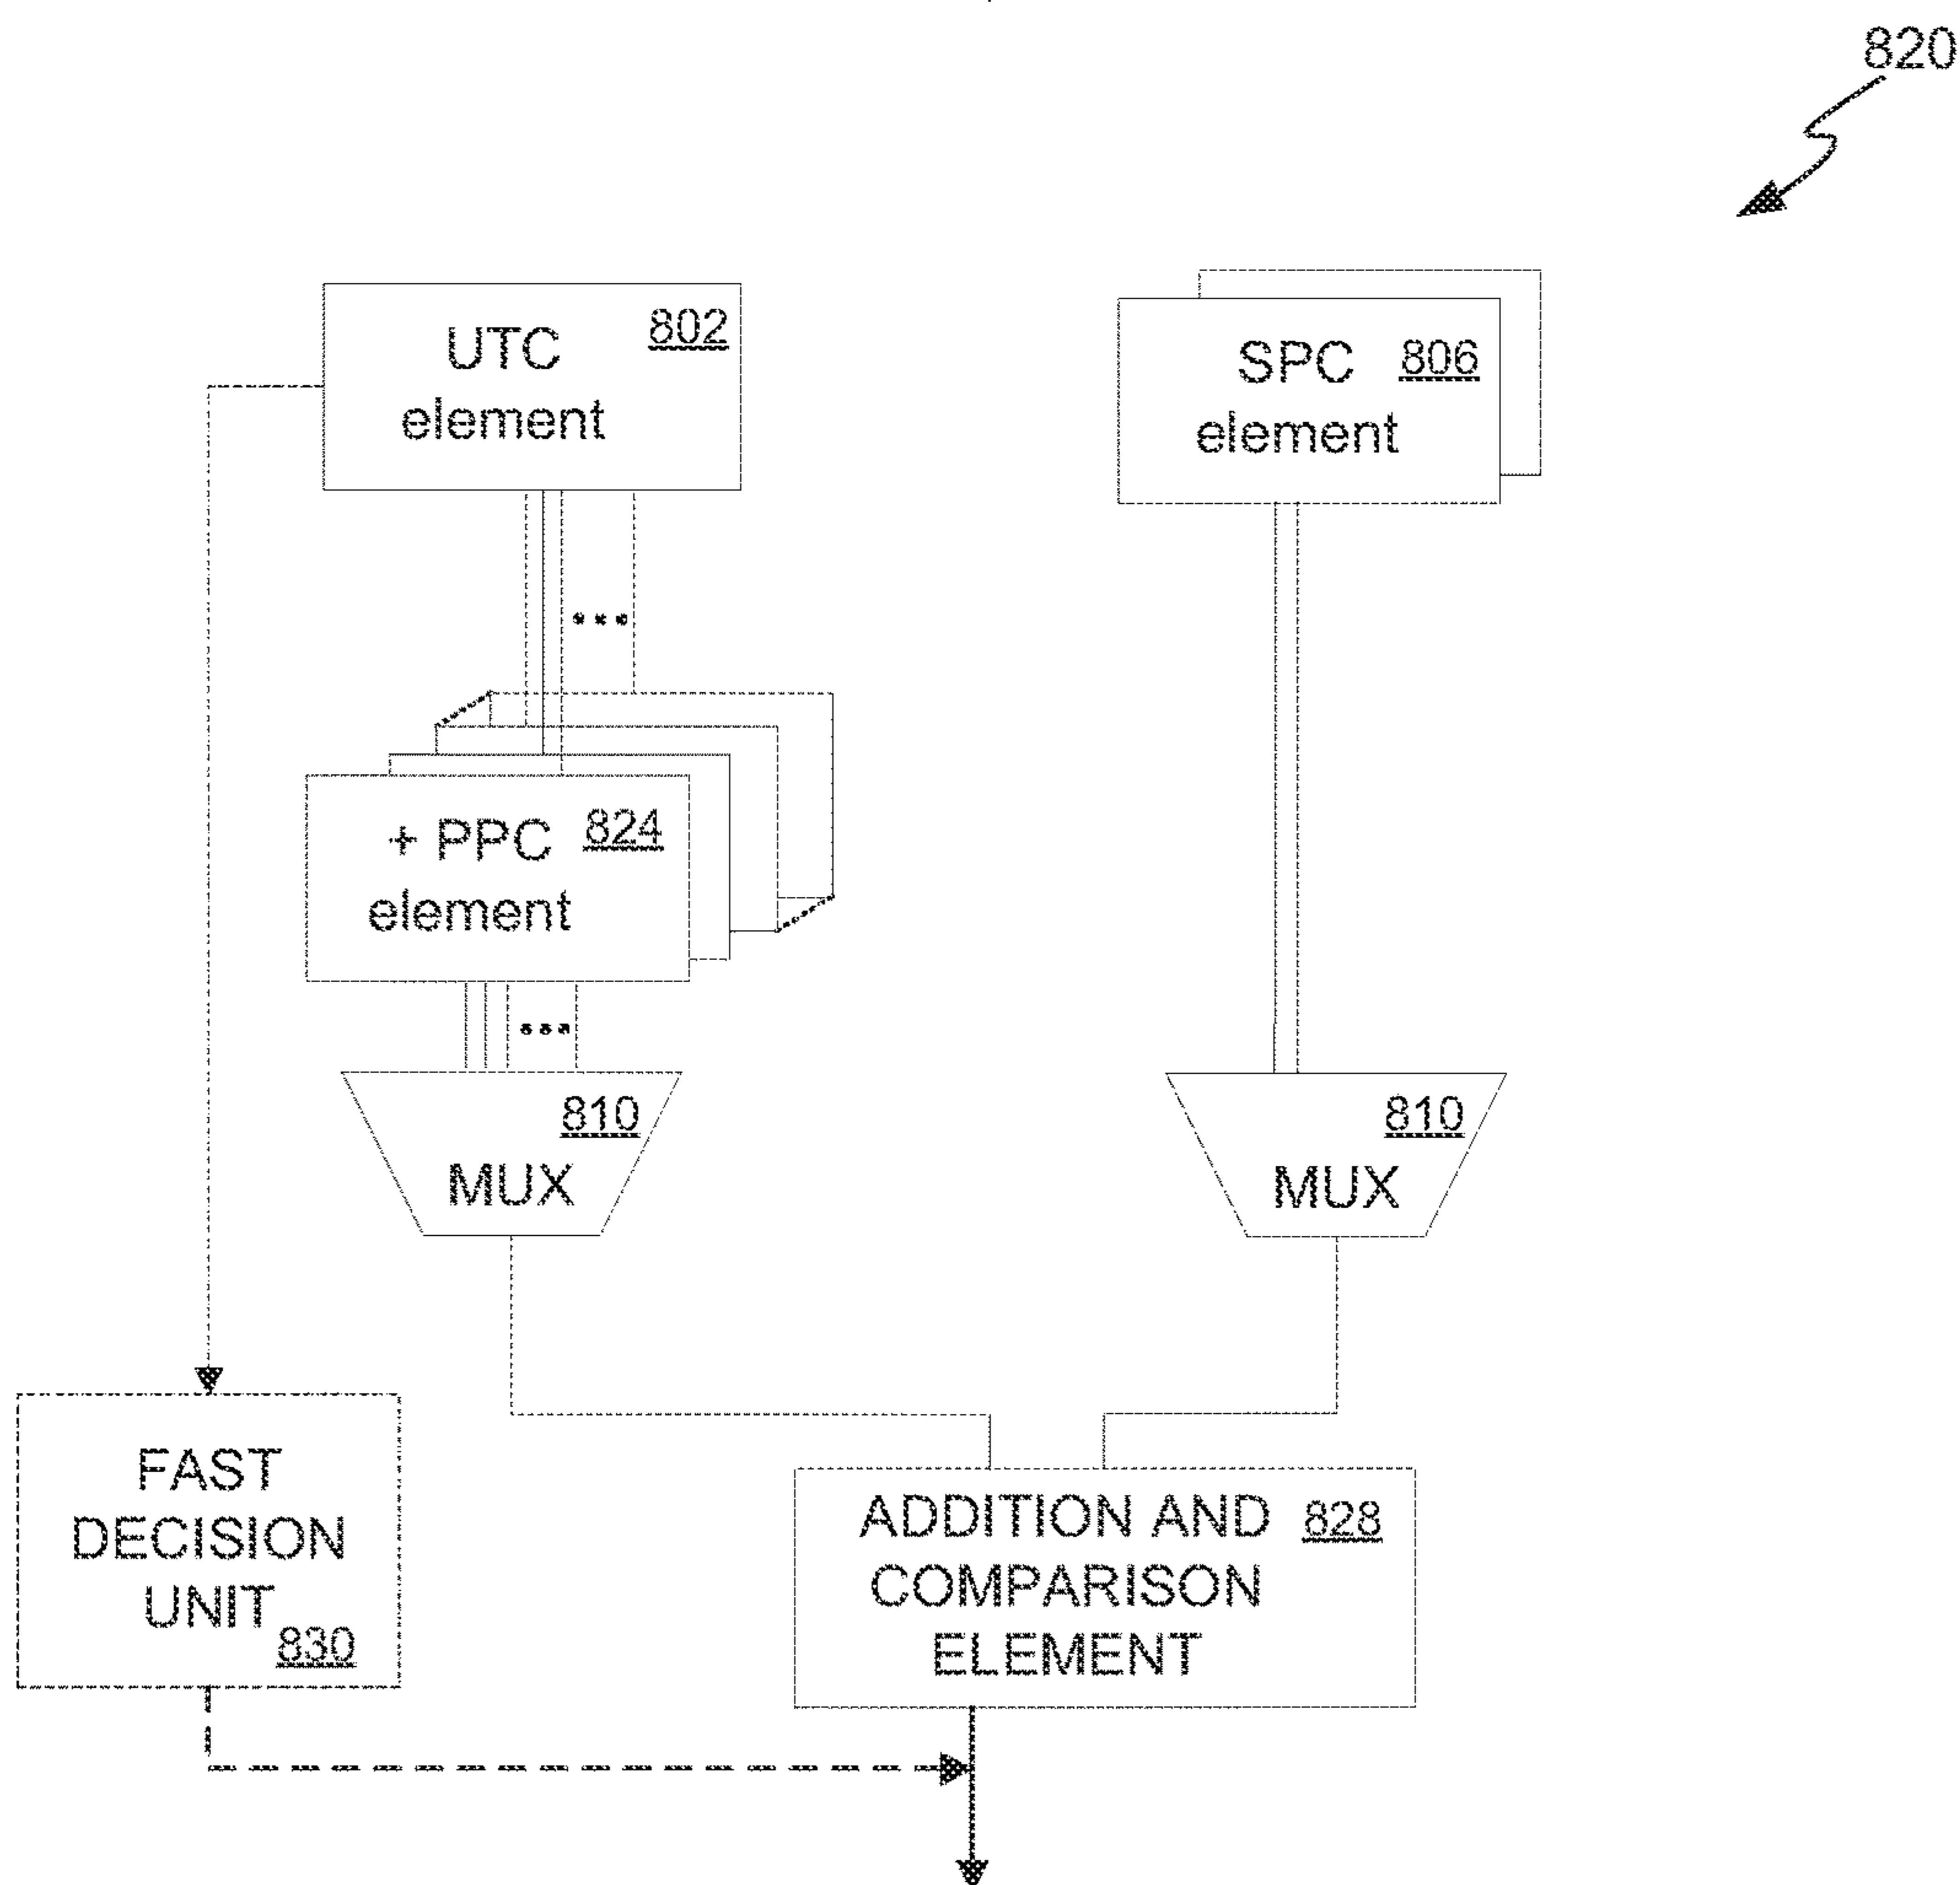 820
UTC 802
element
SPC 806
element
...
+ PPC 824
element
...
810
MUX
810
MUX
FAST
DECISION
UNIT
830
ADDITION AND 828
COMPARISON
ELEMENT